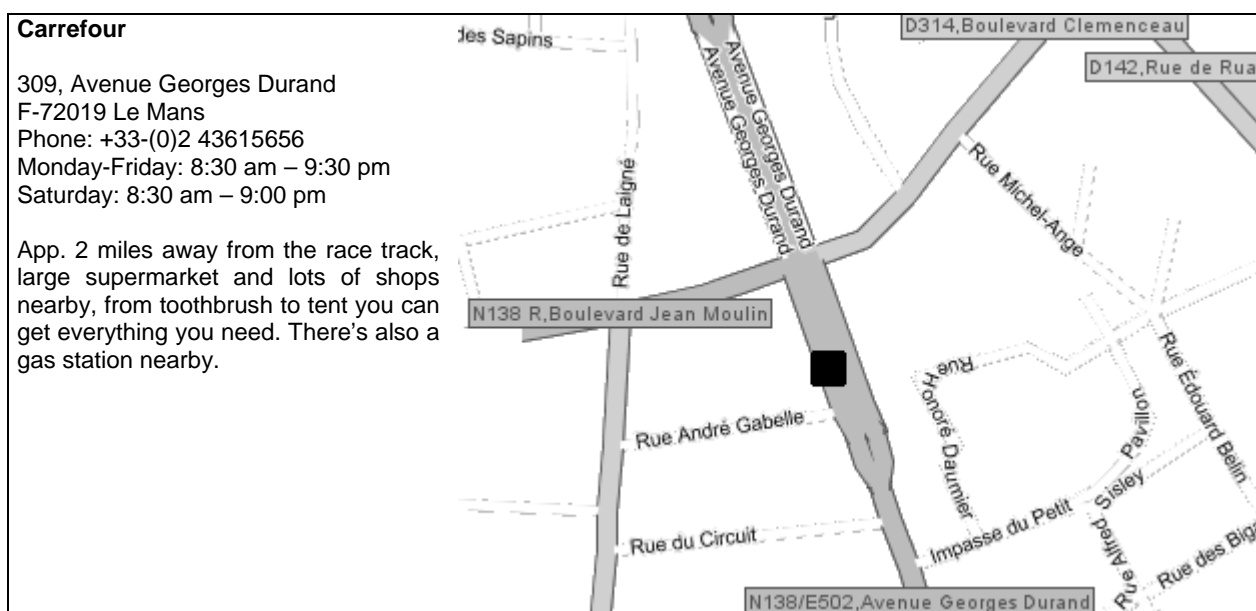 Carrefour
309, Avenue Georges Durand
F-72019 Le Mans
Phone: +33-(0)2 43615656
Monday-Friday: 8:30 am – 9:30 pm
Saturday: 8:30 am – 9:00 pm
App. 2 miles away from the race track,
large supermarket and lots of shops
nearby, from toothbrush to tent you can
get everything you need. There's also a
gas station nearby.
des Sapins
D314,Boulevard Clemenceau
D142,Rue de Rua
Avenue Georges Durand
Avenue Georges Durand
Rue de Laigné
Rue Michel-Ange
N138 R,Boulevard Jean Moulin
Rue Honoré Daumier
Rue Édouard Belin
Rue André Gabelle
Pavillon
Rue Alfred Sisley
Rue du Circuit
Impasse du Petit
Rue des Big
N138/E502,Avenue Georges Durand